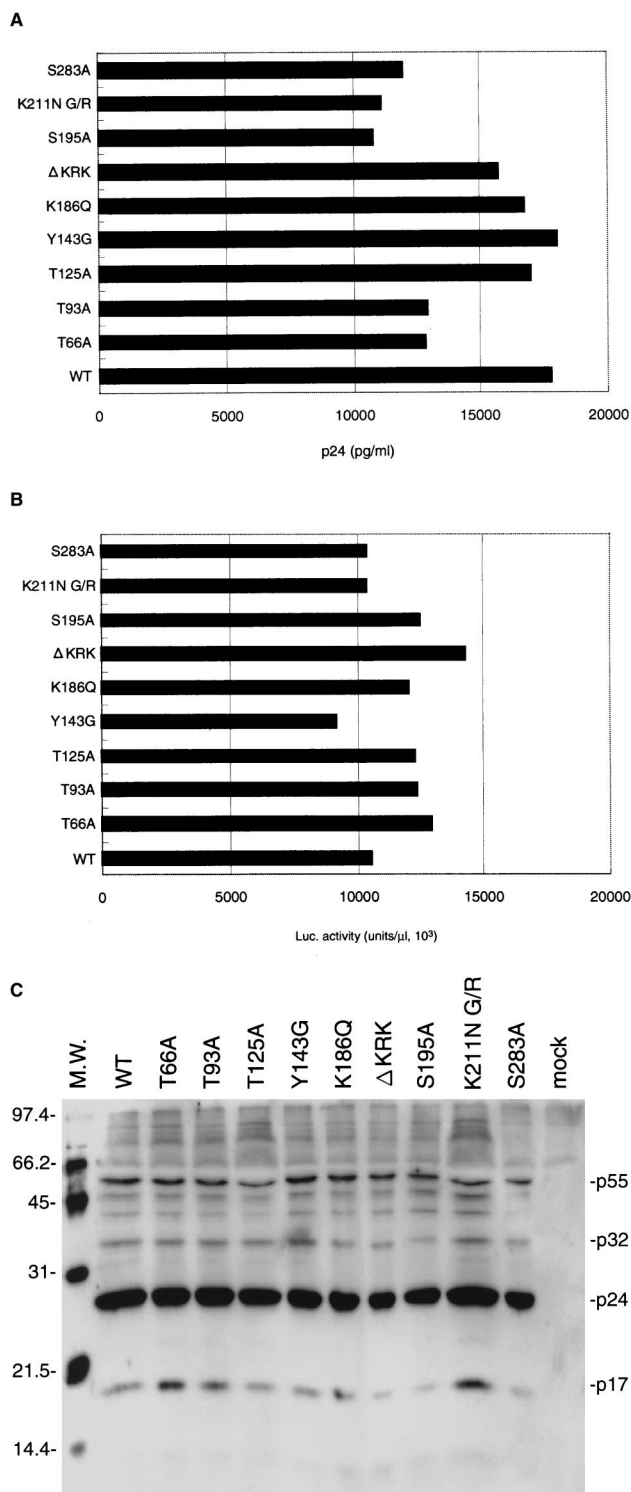 A
S283A
K211N G/R
S195A
Δ KRK
K186Q
Y143G
T125A
T93A
T66A
WT
0 5000 10000 15000 20000
p24 (pg/ml)
B
S283A
K211N G/R
S195A
Δ KRK
K186Q
Y143G
T125A
T93A
T66A
WT
0 5000 10000 15000 20000
Luc. activity (units/μl, 10³)
C
M.W. WT T66A T93A T125A Y143G K186Q Δ KRK S195A K211N G/R S283A mock
97.4-
66.2-
-p55
45-
-p32
31-
-p24
21.5-
-p17
14.4-